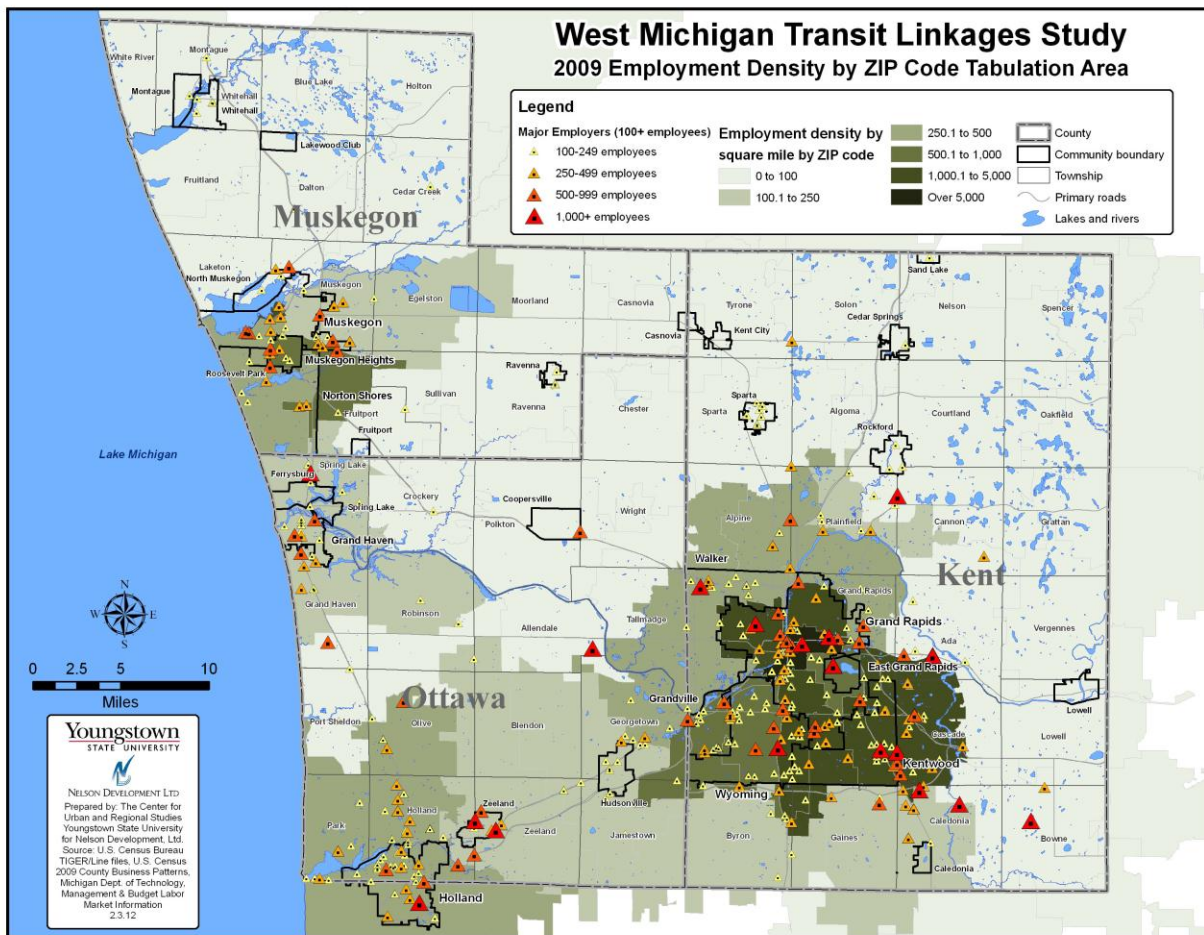 West Michigan Transit Linkages Study
2009 Employment Density by ZIP Code Tabulation Area
Legend
Major Employers (100+ employees)
100-249 employees
250-499 employees
500-999 employees
1,000+ employees
Employment density by
square mile by ZIP code
0 to 100
100.1 to 250
250.1 to 500
500.1 to 1,000
1,000.1 to 5,000
Over 5,000
County
Community boundary
Township
Primary roads
Lakes and rivers
Montague
White River
Blue Lake
Holton
Montague
Whitehall
Whitehall
Lakewood Club
Fruitland
Dalton
Cedar Creek
Muskegon
Laketon
North Muskegon
Muskegon
Egelston
Moorland
Casnovia
Tyrone
Solon
Sand Lake
Nelson
Spencer
Muskegon
Casnovia
Kent City
Cedar Springs
Muskegon Heights
Roosevelt Park
Ravenna
Norton Shores
Sullivan
Ravenna
Chester
Sparta
Sparta
Algoma
Courtland
Oakfield
Fruitport
Fruitport
Rockford
Lake Michigan
Spring Lake
Ferrysburg
Crockery
Coopersville
Wright
Spring Lake
Polkton
Alpine
Plainfield
Cannon
Grattan
Grand Haven
Walker
Kent
Grand Haven
Robinson
Allendale
Tallmadge
Grand Rapids
Grand Rapids
Ada
Vergennes
East Grand Rapids
Ottawa
Grandville
Lowell
Port Sheldon
Olive
Blendon
Georgetown
Cascade
Lowell
Kentwood
Hudsonville
Wyoming
Park
Holland
Zeeland
Zeeland
Jamestown
Byron
Gaines
Caledonia
Bowne
Caledonia
Holland
N
W
E
S
0 2.5 5 10
Miles
Youngstown
STATE UNIVERSITY
NELSON DEVELOPMENT LTD
Prepared by: The Center for
Urban and Regional Studies
Youngstown State University
for Nelson Development, Ltd.
Source: U.S. Census Bureau
TIGER/Line files, U.S. Census
2009 County Business Patterns,
Michigan Dept. of Technology,
Management & Budget Labor
Market Information
2.3.12